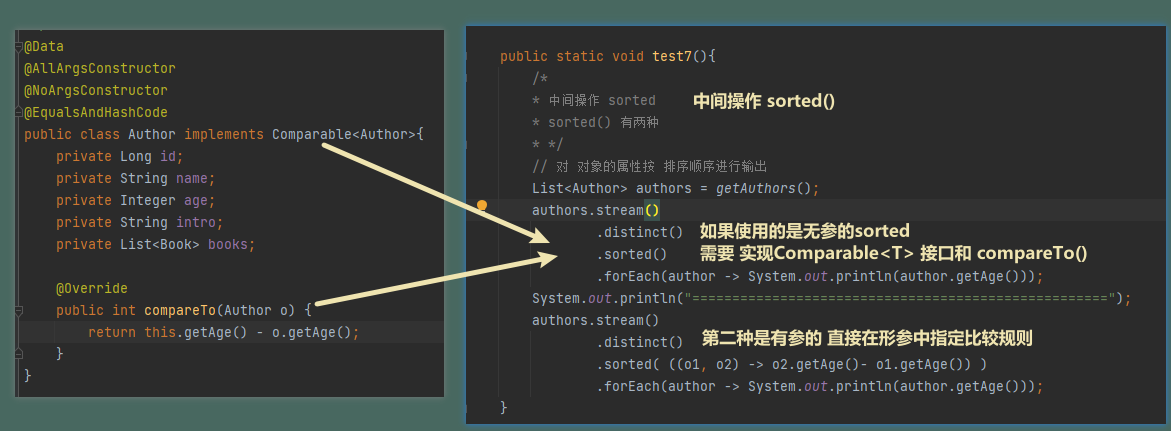 @Data
@AllArgsConstructor
@NoArgsConstructor
@EqualsAndHashCode
public class Author implements Comparable<Author>{
    private Long id;
    private String name;
    private Integer age;
    private String intro;
    private List<Book> books;
    @Override
    public int compareTo(Author o) {
        return this.getAge() - o.getAge();
    }
}
public static void test7(){
    /*
    * 中间操作 sorted
中间操作 sorted()
    * sorted() 有两种
    * */
    // 对 对象的属性按 排序顺序进行输出
    List<Author> authors = getAuthors();
    authors.stream()
            .distinct()
如果使用的是无参的sorted
            .sorted()
需要 实现Comparable<T> 接口和 compareTo()
            .forEach(author -> System.out.println(author.getAge()));
    System.out.println("====================================================");
    authors.stream()
            .distinct()
第二种是有参的 直接在形参中指定比较规则
            .sorted( ((o1, o2) -> o2.getAge()- o1.getAge()) )
            .forEach(author -> System.out.println(author.getAge()));
}